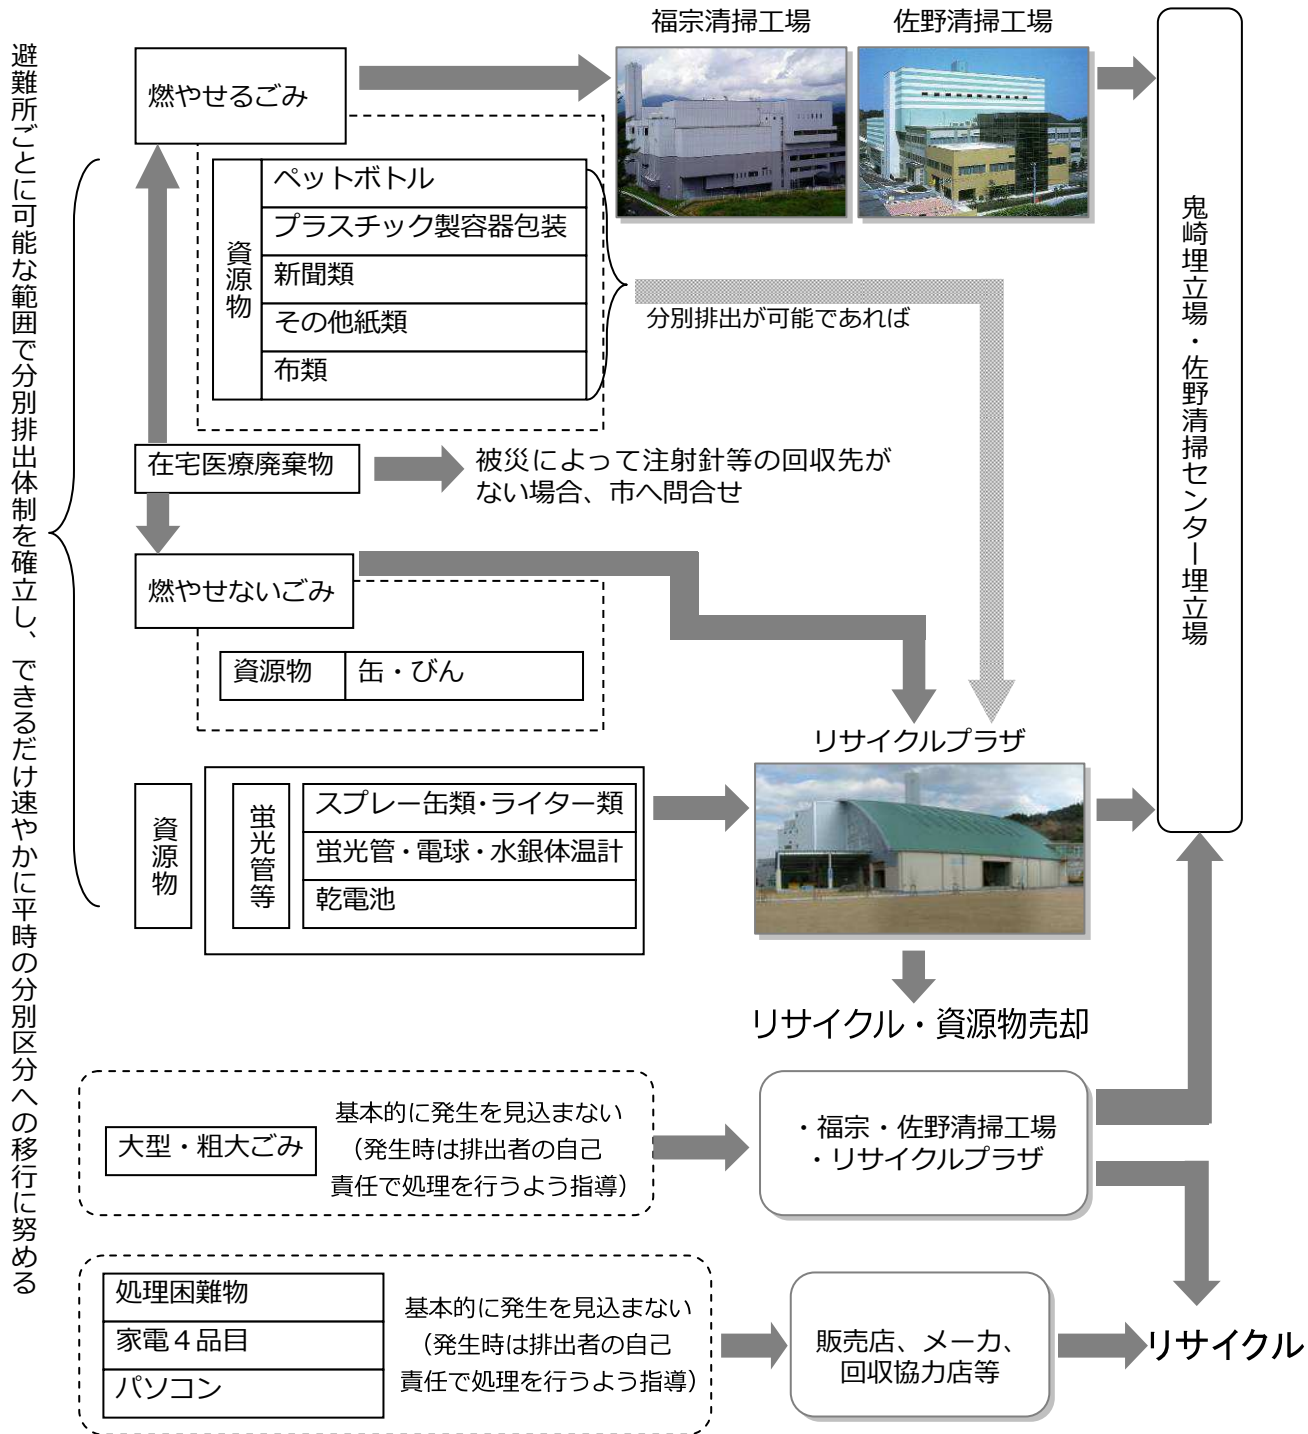 避難所ごとに可能な範囲で分別排出体制を確立し、できるだけ速やかに平時の分別区分への移行に努める
福宗清掃工場
佐野清掃工場
燃やせるごみ
資源物
ペットボトル
プラスチック製容器包装
新聞類
その他紙類
布類
分別排出が可能であれば
鬼崎埋立場・佐野清掃センター埋立場
在宅医療廃棄物
被災によって注射針等の回収先が
ない場合、市へ問合せ
燃やせないごみ
資源物
缶・びん
リサイクルプラザ
資源物
蛍光管等
スプレー缶類・ライター類
蛍光管・電球・水銀体温計
乾電池
リサイクル・資源物売却
大型・粗大ごみ
基本的に発生を見込まない
（発生時は排出者の自己
責任で処理を行うよう指導）
・福宗・佐野清掃工場
・リサイクルプラザ
処理困難物
家電４品目
パソコン
基本的に発生を見込まない
（発生時は排出者の自己
責任で処理を行うよう指導）
販売店、メーカ、
回収協力店等
リサイクル